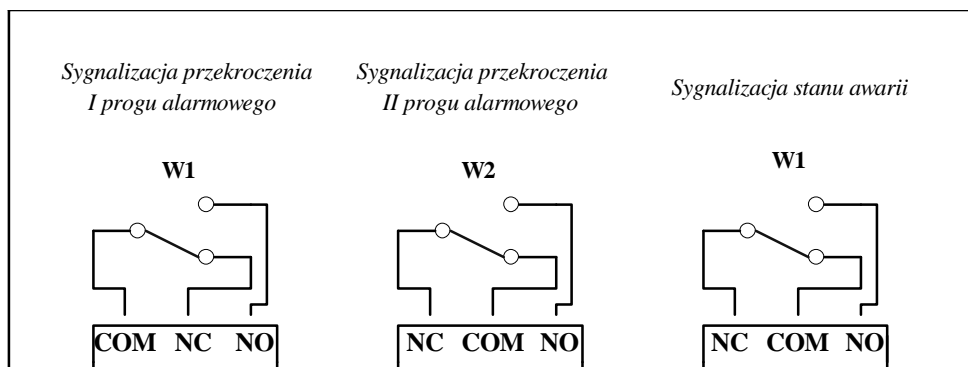 Sygnalizacja przekroczenia
I progu alarmowego
Sygnalizacja przekroczenia
II progu alarmowego
Sygnalizacja stanu awarii
W1
W2
W1
COM NC NO
NC COM NO
NC COM NO